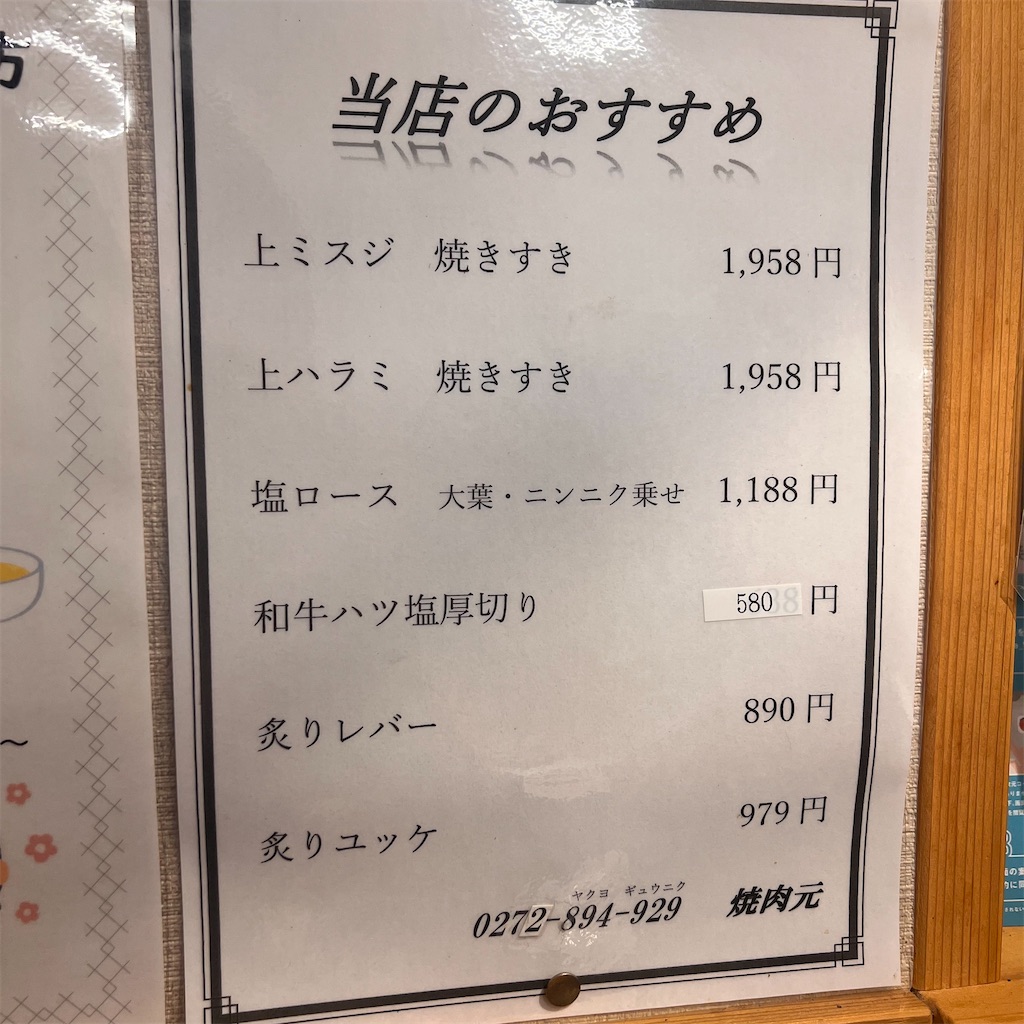 当店のおすすめ
上ミスジ 焼きすき 1,958円
上ハラミ 焼きすき 1,958円
塩ロース 大葉・ニンニク乗せ 1,188円
和牛ハツ塩厚切り 580円
炙りレバー 890円
炙りユッケ 979円
ヤクヨ ギュウニク
0272-894-929 焼肉元